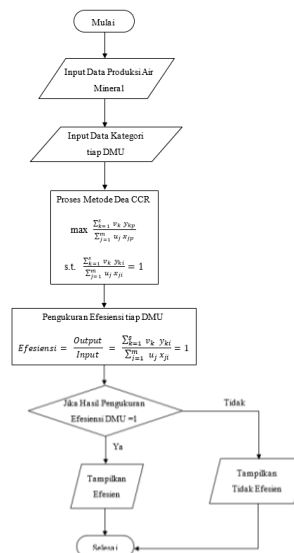 Mulai
Input Data Produksi Air
Mineral
Input Data Kategori
tiap DMU
Proses Metode Dea CCR
max \frac{\sum_{k=1}^{s} v_k y_{kp}}{\sum_{j=1}^{m} u_j x_{jp}}
s.t. \frac{\sum_{k=1}^{s} v_k y_{ki}}{\sum_{j=1}^{m} u_j x_{ji}} = 1
Pengukuran Efesiensi tiap DMU
Efesiensi = \frac{Output}{Input} = \frac{\sum_{k=1}^{s} v_k y_{ki}}{\sum_{i=1}^{m} u_j x_{ji}} = 1
Jika Hasil Pengukuran
Efesiensi DMU =1
Tidak
Ya
Tampilkan
Efesien
Tampilkan
Tidak Efesien
Selesai